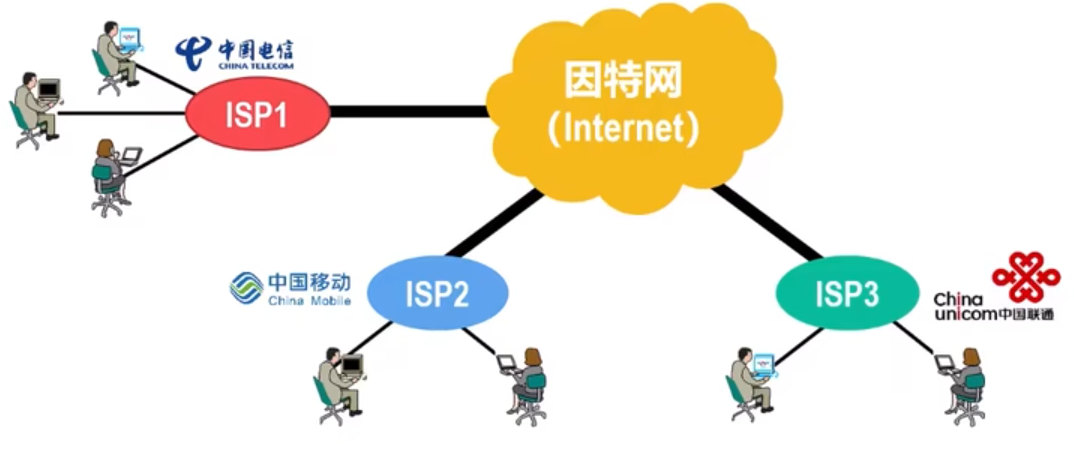 中国电信
CHINA TELECOM
ISP1
因特网
(Internet)
中国移动
China Mobile
ISP2
ISP3
China
unicom中国联通